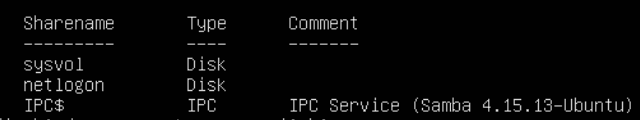 Sharename Type Comment
--------- ---- -------
sysvol Disk
netlogon Disk
IPC$ IPC IPC Service (Samba 4.15.13-Ubuntu)